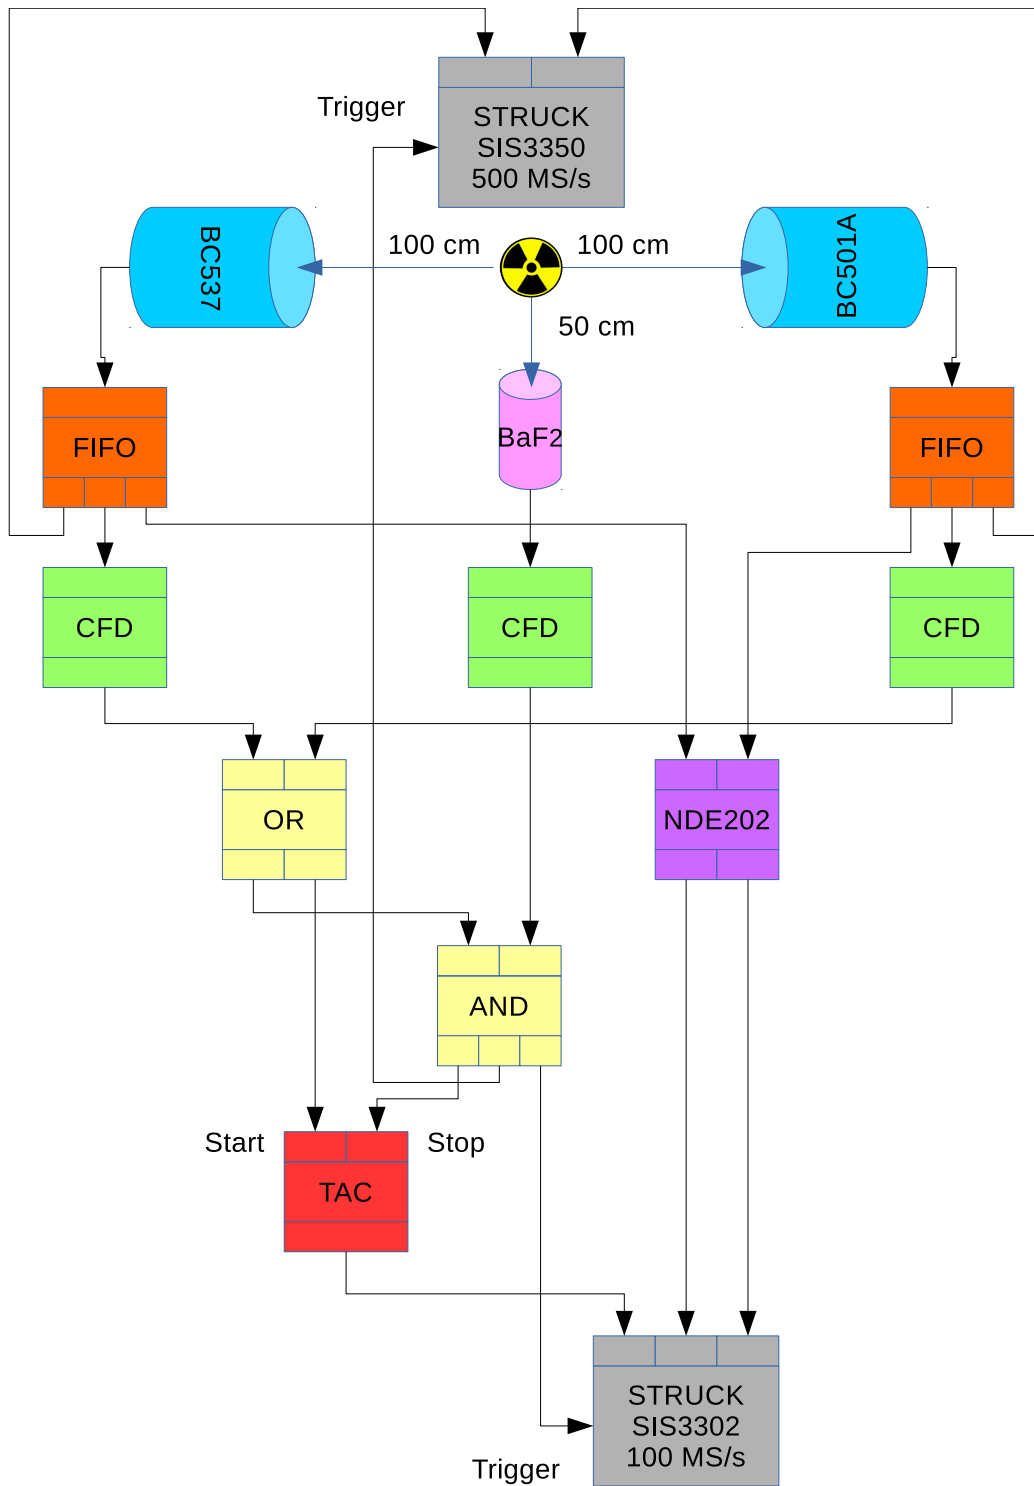 Trigger
STRUCK
SIS3350
500 MS/s
BC537
100 cm
100 cm
BC501A
50 cm
FIFO
BaF2
FIFO
CFD
CFD
CFD
OR
NDE202
AND
Start
Stop
TAC
STRUCK
SIS3302
100 MS/s
Trigger